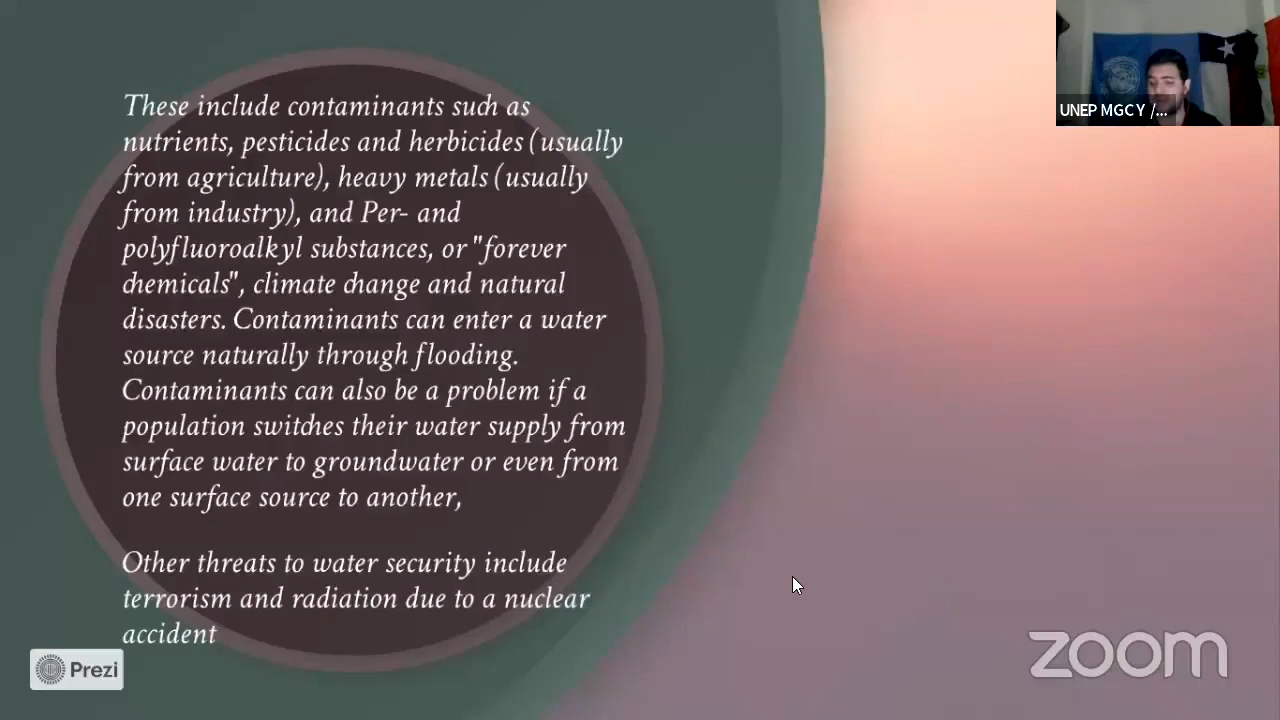 These include contaminants such as
nutrients, pesticides and herbicides (usually
from agriculture), heavy metals (usually
from industry), and Per- and
polyfluoroalkyl substances, or "forever
chemicals", climate change and natural
disasters. Contaminants can enter a water
source naturally through flooding.
Contaminants can also be a problem if a
population switches their water supply from
surface water to groundwater or even from
one surface source to another,
Other threats to water security include
terrorism and radiation due to a nuclear
accident
Prezi
UNEP MGCY /...
zoom